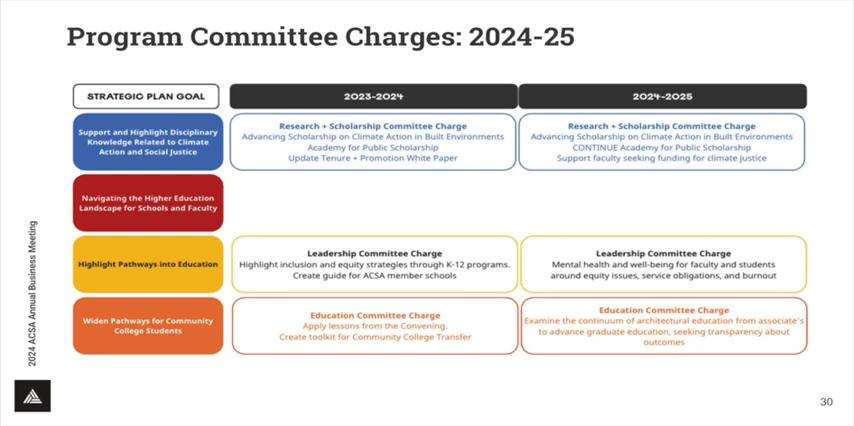 Program Committee Charges: 2024-25
STRATEGIC PLAN GOAL
2023-2024
2024-2025
Support and Highlight Disciplinary
Knowledge Related to Climate
Action and Social Justice
Research + Scholarship Committee Charge
Advancing Scholarship on Climate Action in Built Environments
Academy for Public Scholarship
Update Tenure + Promotion White Paper
Research + Scholarship Committee Charge
Advancing Scholarship on Climate Action in Built Environments
CONTINUE Academy for Public Scholarship
Support faculty seeking funding for climate justice
Navigating the Higher Education
Landscape for Schools and Faculty
Highlight Pathways into Education
Leadership Committee Charge
Highlight inclusion and equity strategies through K-12 programs.
Create guide for ACSA member schools
Leadership Committee Charge
Mental health and well-being for faculty and students
around equity issues, service obligations, and burnout
Widen Pathways for Community
College Students
Education Committee Charge
Apply lessons from the Convening.
Create toolkit for Community College Transfer
Education Committee Charge
Examine the continuum of architectural education from associate's
to advance graduate education, seeking transparency about
outcomes
2024 ACSA Annual Business Meeting
30